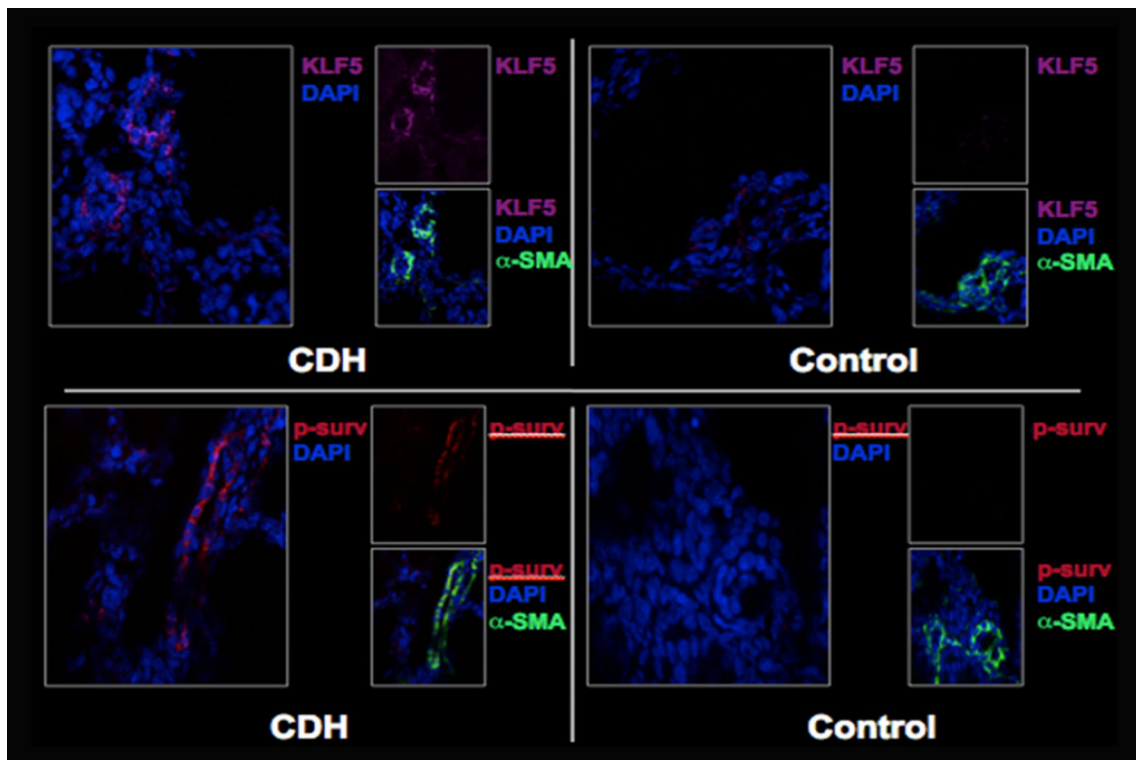 KLF5
DAPI
KLF5
KLF5
DAPI
α-SMA
CDH
KLF5
DAPI
KLF5
KLF5
DAPI
α-SMA
Control
p-surv
DAPI
p-surv
p-surv
DAPI
α-SMA
CDH
p-surv
DAPI
p-surv
p-surv
DAPI
α-SMA
Control